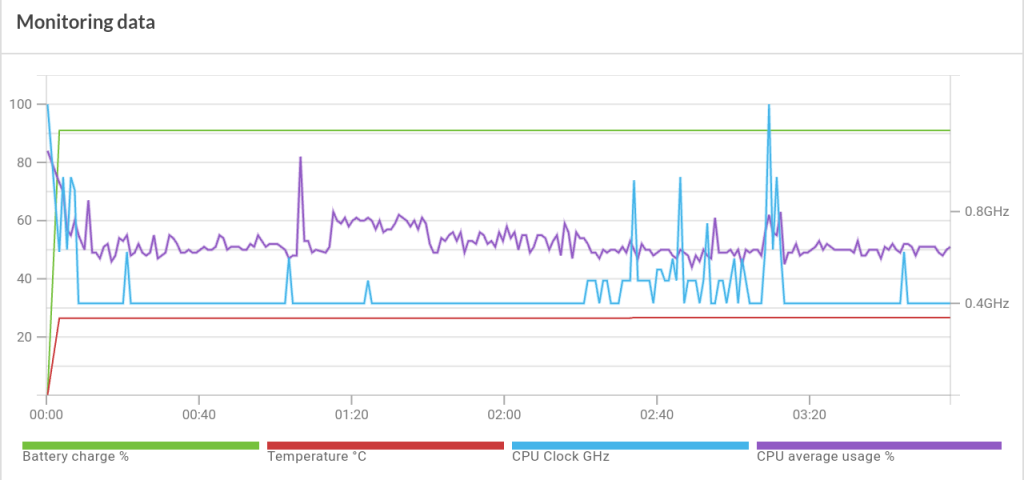 Monitoring data
100
80
60
40
20
0.8GHz
0.4GHz
00:00 00:40 01:20 02:00 02:40 03:20
Battery charge % Temperature °C CPU Clock GHz CPU average usage %